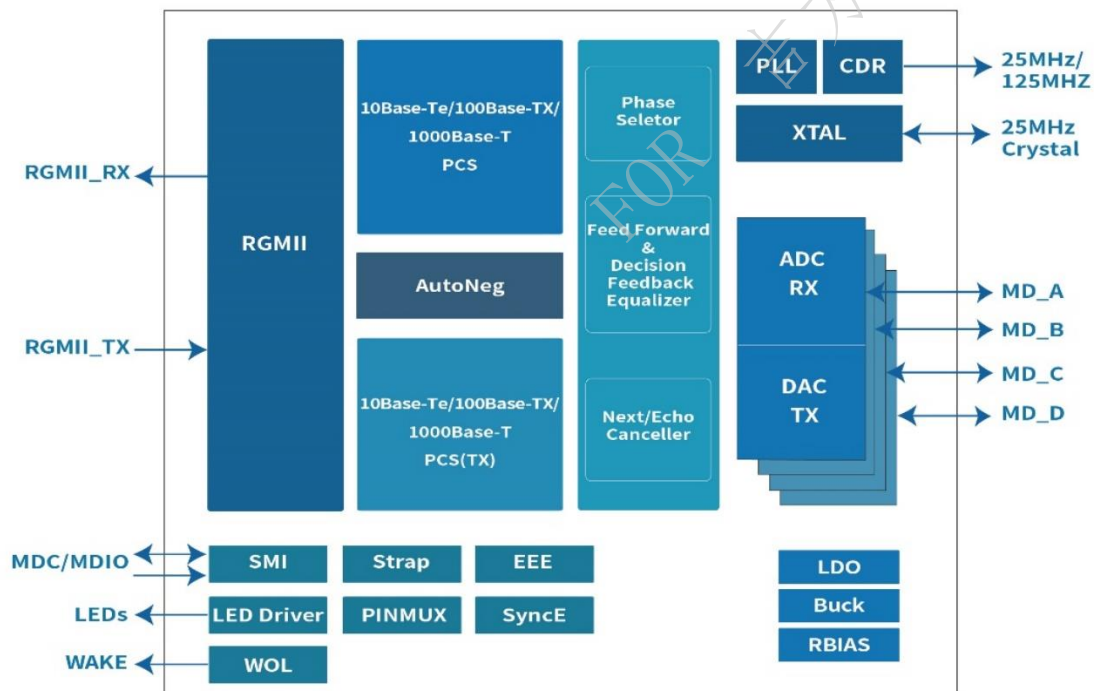 RGMII_RX
RGMII_TX
RGMII
10Base-Te/100Base-TX/
1000Base-T
PCS
AutoNeg
10Base-Te/100Base-TX/
1000Base-T
PCS(TX)
Phase
Seletor
Feed Forward
&
Decision
Feedback
Equalizer
Next/Echo
Canceller
PLL
CDR
25MHz/
125MHZ
XTAL
25MHz
Crystal
ADC
RX
DAC
TX
MD_A
MD_B
MD_C
MD_D
MDC/MDIO
SMI
Strap
EEE
LEDs
LED Driver
PINMUX
SyncE
WAKE
WOL
LDO
Buck
RBIAS
FOR